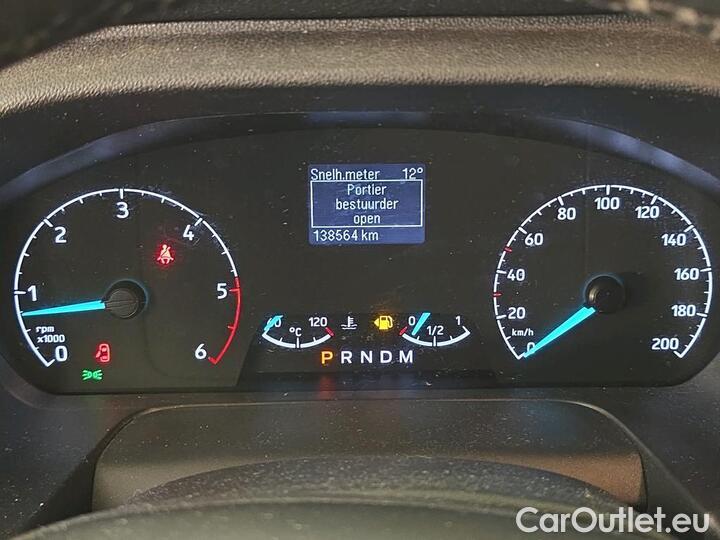 Snelh.meter 12°
Portier
bestuurder
open
138564 km
0 1 2 3 4 5 6
rpm
x1000
60 °C 120
0 1/2 1
P R N D M
0 20 40 60 80 100 120 140 160 180 200
km/h
CarOutlet.eu